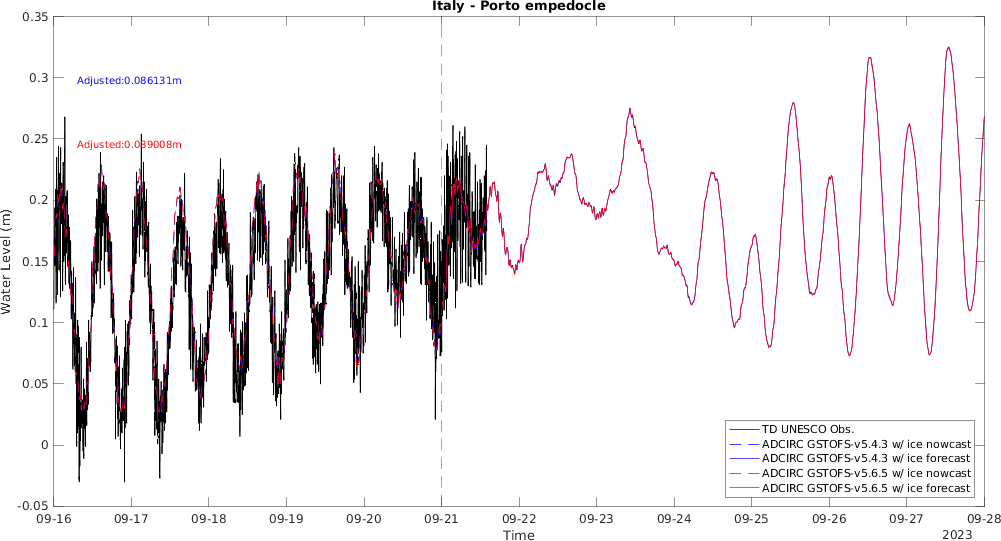 Italy - Porto empedocle
Water Level (m)
0.35
0.3
0.25
0.2
0.15
0.1
0.05
0
-0.05
Adjusted:0.086131m
Adjusted:0.089008m
TD UNESCO Obs.
ADCIRC GSTOFS-v5.4.3 w/ ice nowcast
ADCIRC GSTOFS-v5.4.3 w/ ice forecast
ADCIRC GSTOFS-v5.6.5 w/ ice nowcast
ADCIRC GSTOFS-v5.6.5 w/ ice forecast
09-16 09-17 09-18 09-19 09-20 09-21 09-22 09-23 09-24 09-25 09-26 09-27 09-28
Time
2023